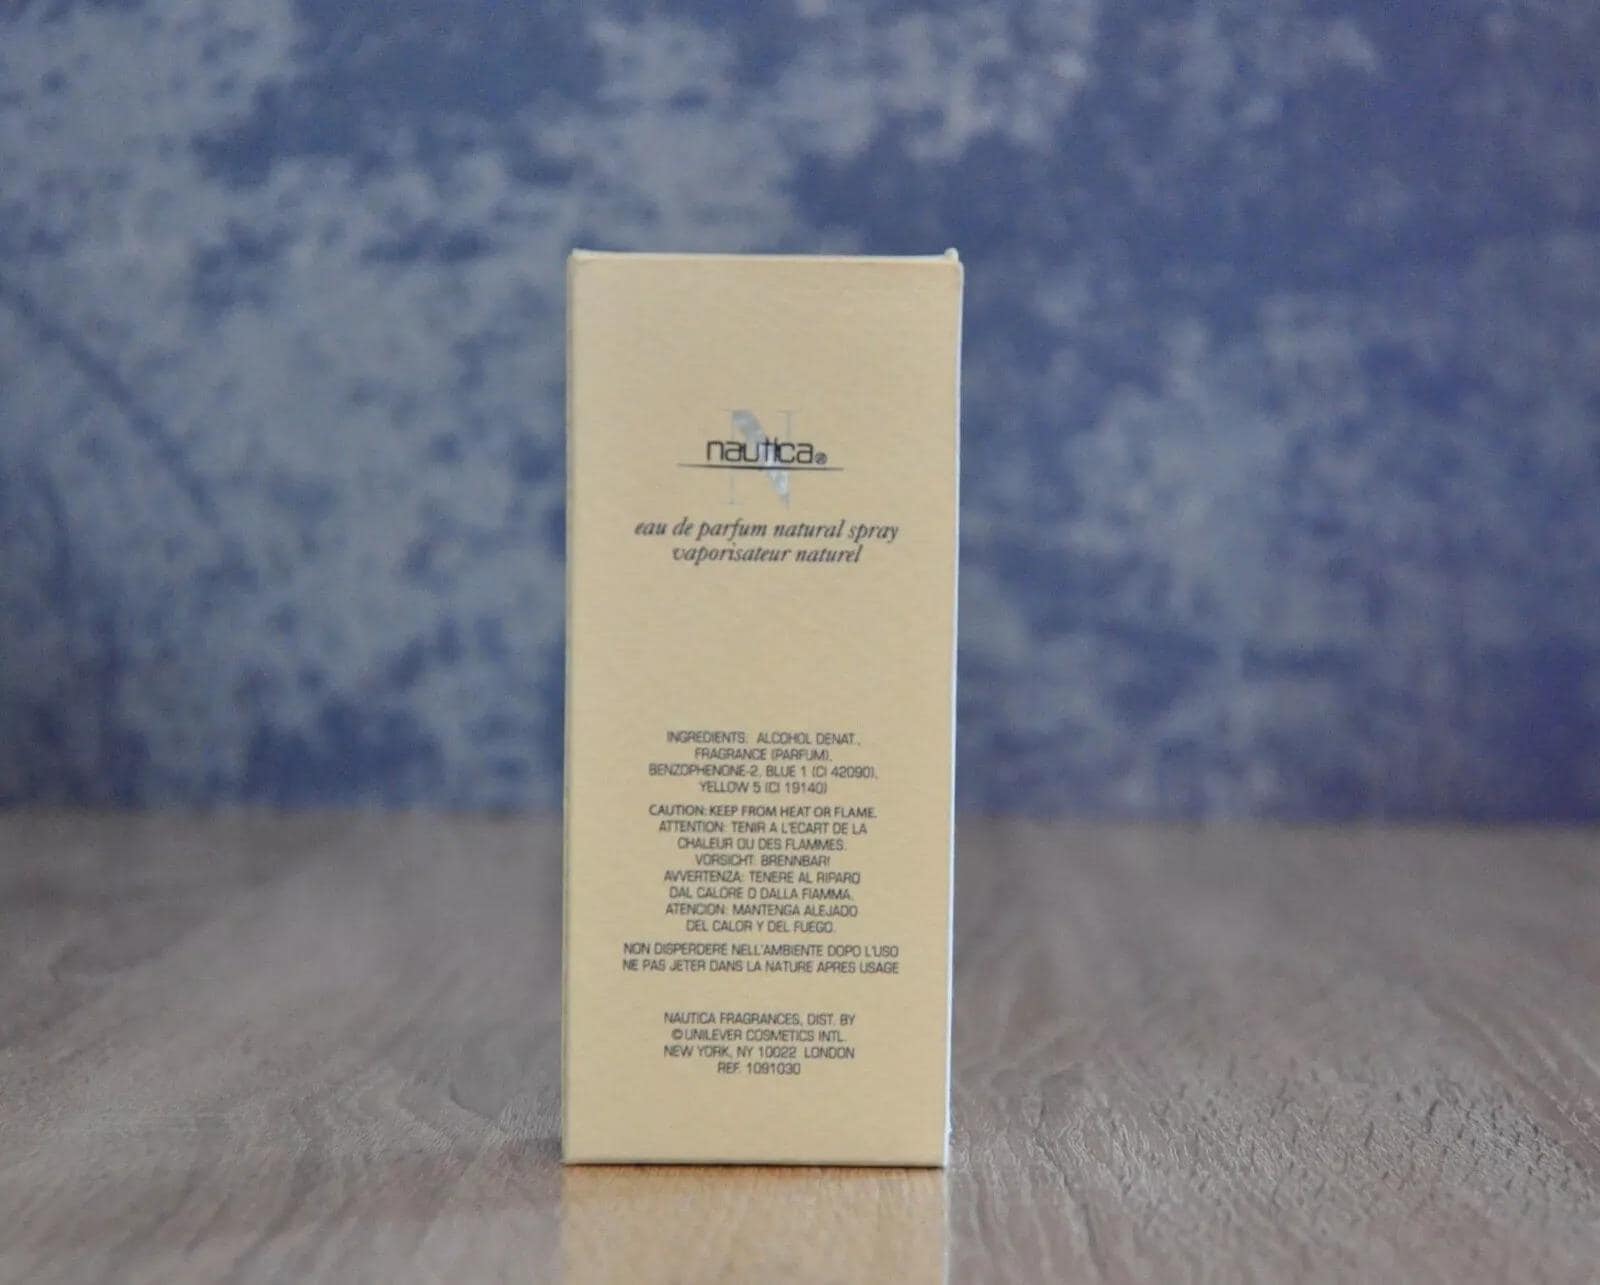 N
nautica®
eau de parfum natural spray
vaporisateur naturel
INGREDIENTS: ALCOHOL DENAT.,
FRAGRANCE (PARFUM),
BENZOPHENONE-2, BLUE 1 (CI 42090),
YELLOW 5 (CI 19140)
CAUTION: KEEP FROM HEAT OR FLAME.
ATTENTION: TENIR A L'ECART DE LA
CHALEUR OU DES FLAMMES.
VORSICHT: BRENNBAR!
AVVERTENZA: TENERE AL RIPARO
DAL CALORE O DALLA FIAMMA.
ATENCION: MANTENGA ALEJADO
DEL CALOR Y DEL FUEGO.
NON DISPERDERE NELL'AMBIENTE DOPO L'USO
NE PAS JETER DANS LA NATURE APRES USAGE
NAUTICA FRAGRANCES, DIST. BY
© UNILEVER COSMETICS INTL.
NEW YORK, NY 10022 LONDON
REF. 1091030